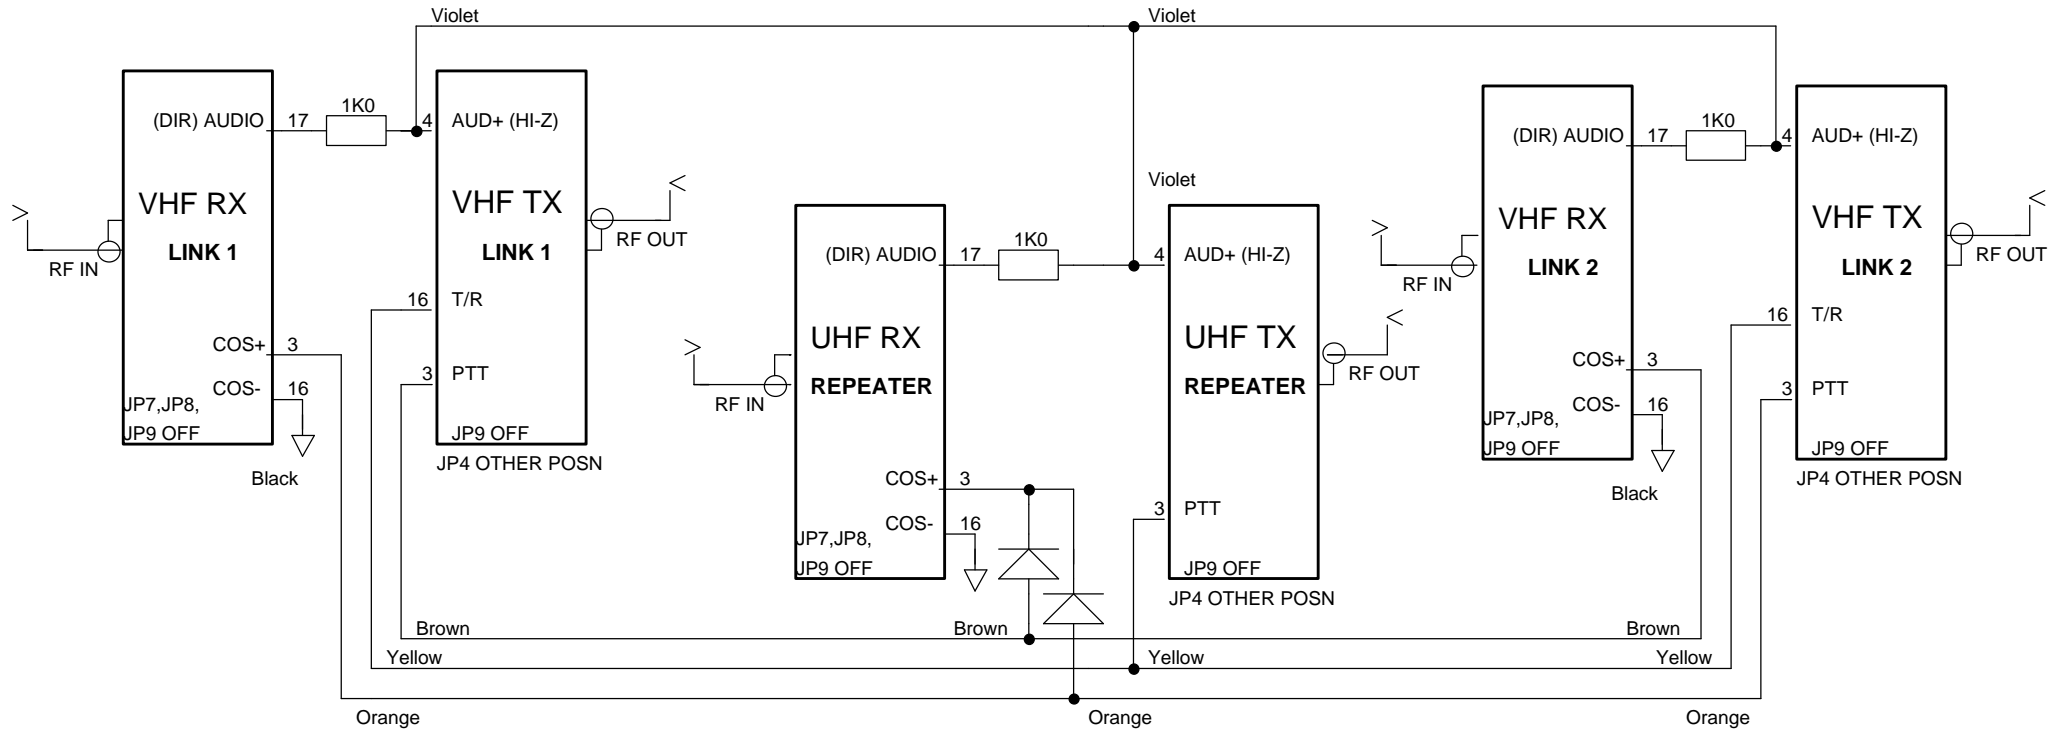 Violet
Violet
(DIR) AUDIO
17
1K0
4
AUD+ (HI-Z)
VHF RX
LINK 1
RF IN
COS+
3
COS-
16
JP7,JP8,
JP9 OFF
Black
VHF TX
LINK 1
RF OUT
16
T/R
3
PTT
JP9 OFF
JP4 OTHER POSN
Violet
(DIR) AUDIO
17
1K0
4
AUD+ (HI-Z)
UHF RX
REPEATER
RF IN
COS+
3
COS-
16
JP7,JP8,
JP9 OFF
UHF TX
REPEATER
RF OUT
3
PTT
JP9 OFF
JP4 OTHER POSN
(DIR) AUDIO
17
1K0
4
AUD+ (HI-Z)
VHF RX
LINK 2
RF IN
COS+
3
COS-
16
JP7,JP8,
JP9 OFF
Black
VHF TX
LINK 2
RF OUT
16
T/R
3
PTT
JP9 OFF
JP4 OTHER POSN
Brown
Brown
Brown
Yellow
Yellow
Yellow
Orange
Orange
Orange